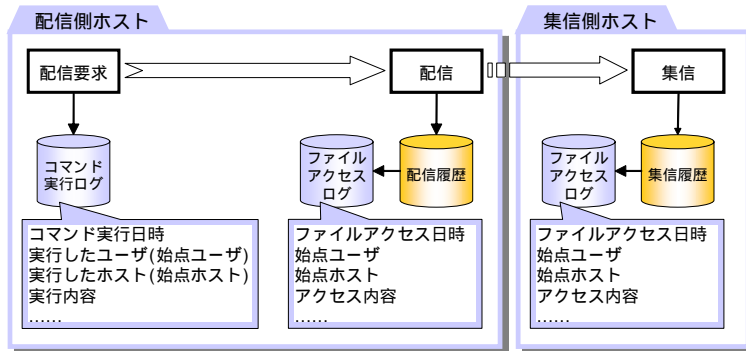 配信側ホスト
集信側ホスト
配信要求
配信
集信
コマンド
実行ログ
ファイル
アクセス
ログ
配信履歴
ファイル
アクセス
ログ
集信履歴
コマンド実行日時
実行したユーザ(始点ユーザ)
実行したホスト(始点ホスト)
実行内容
……
ファイルアクセス日時
始点ユーザ
始点ホスト
アクセス内容
……
ファイルアクセス日時
始点ユーザ
始点ホスト
アクセス内容
……